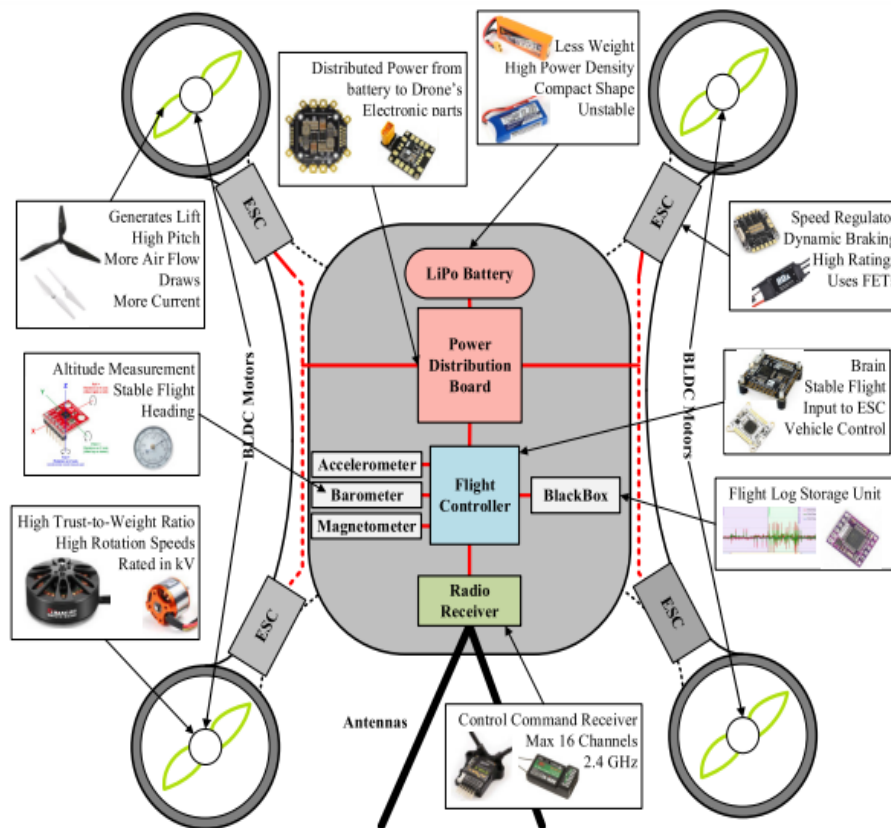 Distributed Power from
battery to Drone's
Electronic parts
Less Weight
High Power Density
Compact Shape
Unstable
ESC
ESC
Generates Lift
High Pitch
More Air Flow
Draws
More Current
Speed Regulator
Dynamic Braking
High Rating
Uses FET
LiPo Battery
Power
Distribution
Board
BLDC Motors
BLDC Motors
Altitude Measurement
Stable Flight
Heading
Z
Y
X
Brain
Stable Flight
Input to ESC
Vehicle Control
Accelerometer
Barometer
Magnetometer
Flight
Controller
BlackBox
Flight Log Storage Unit
High Trust-to-Weight Ratio
High Rotation Speeds
Rated in kV
ESC
ESC
Radio
Receiver
Antennas
Control Command Receiver
Max 16 Channels
2.4 GHz